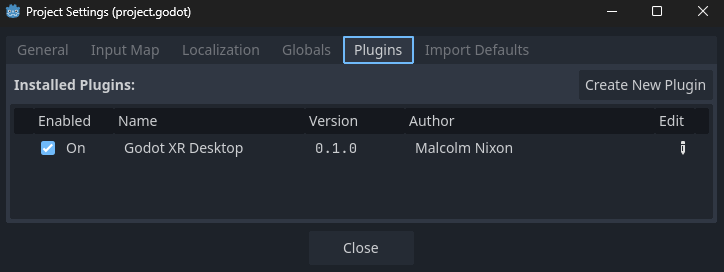 Project Settings (project.godot)
General Input Map Localization Globals Plugins Import Defaults
Installed Plugins: Create New Plugin
Enabled Name Version Author Edit
On Godot XR Desktop 0.1.0 Malcolm Nixon
Close